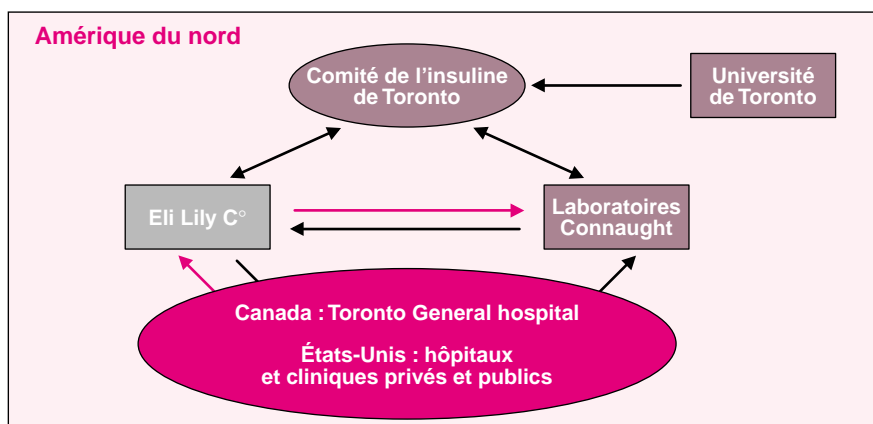 Amérique du nord
Comité de l'insuline
de Toronto
Université
de Toronto
Eli Lily C°
Laboratoires
Connaught
Canada : Toronto General hospital
États-Unis : hôpitaux
et cliniques privés et publics